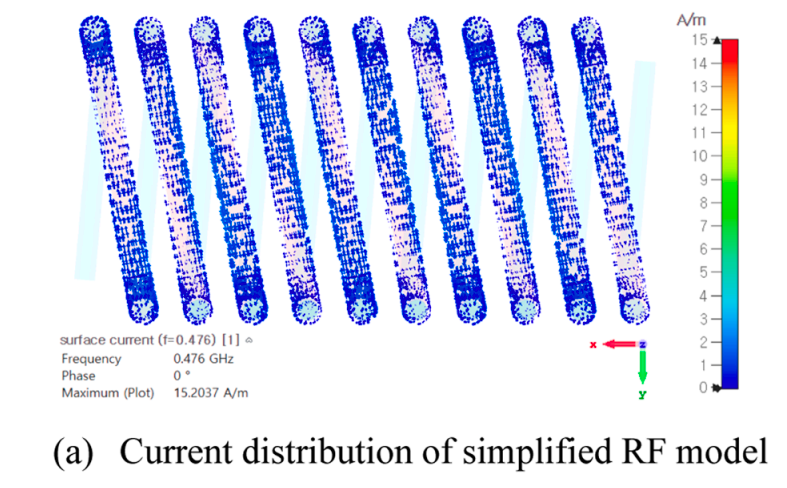 A/m
15
14
13
12
11
10
9
8
7
6
5
4
3
2
1
0
surface current (f=0.476) [1]
Frequency 0.476 GHz
Phase 0 °
Maximum (Plot) 15.2037 A/m
x z
y
(a) Current distribution of simplified RF model